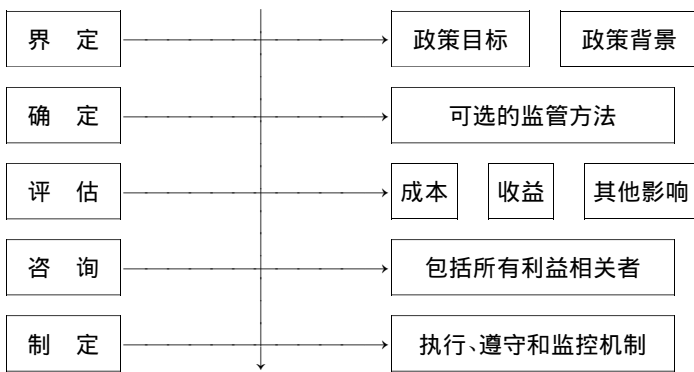 界 定 政策目标 政策背景
确 定 可选的监管方法
评 估 成本 收益 其他影响
咨 询 包括所有利益相关者
制 定 执行、遵守和监控机制